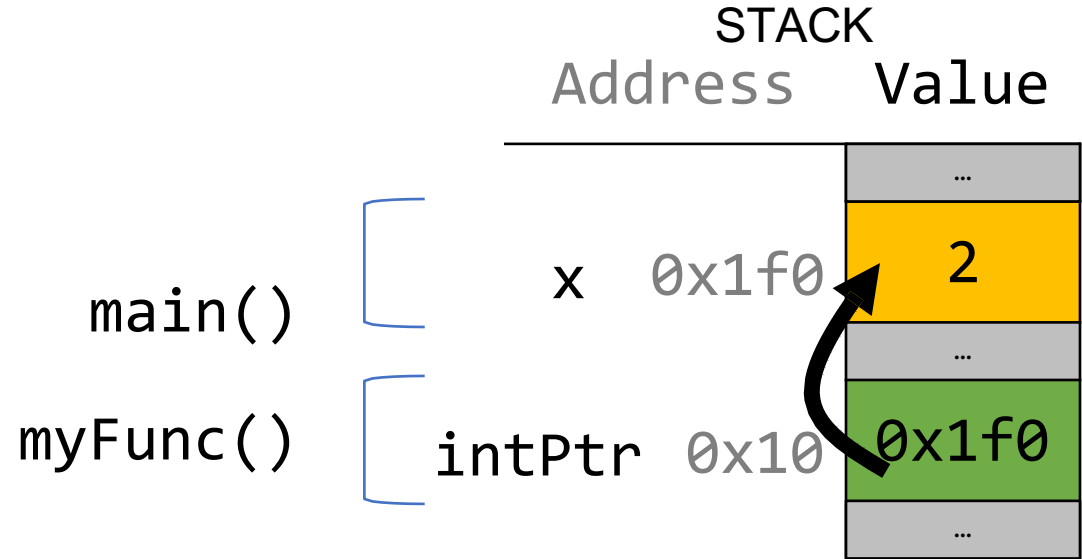 STACK
Address Value
…
x 0x1f0 2
main()
…
myFunc() intPtr 0x10 0x1f0
…